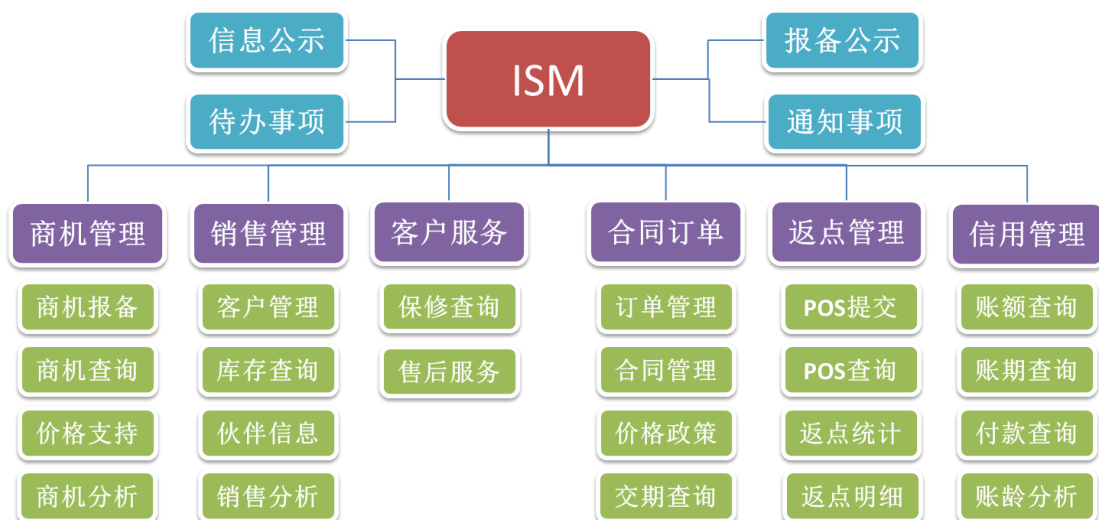 信息公示
ISM
报备公示
待办事项
通知事项
商机管理
销售管理
客户服务
合同订单
返点管理
信用管理
商机报备
客户管理
保修查询
订单管理
POS提交
账额查询
商机查询
库存查询
售后服务
合同管理
POS查询
账期查询
价格支持
伙伴信息
价格政策
返点统计
付款查询
商机分析
销售分析
交期查询
返点明细
账龄分析